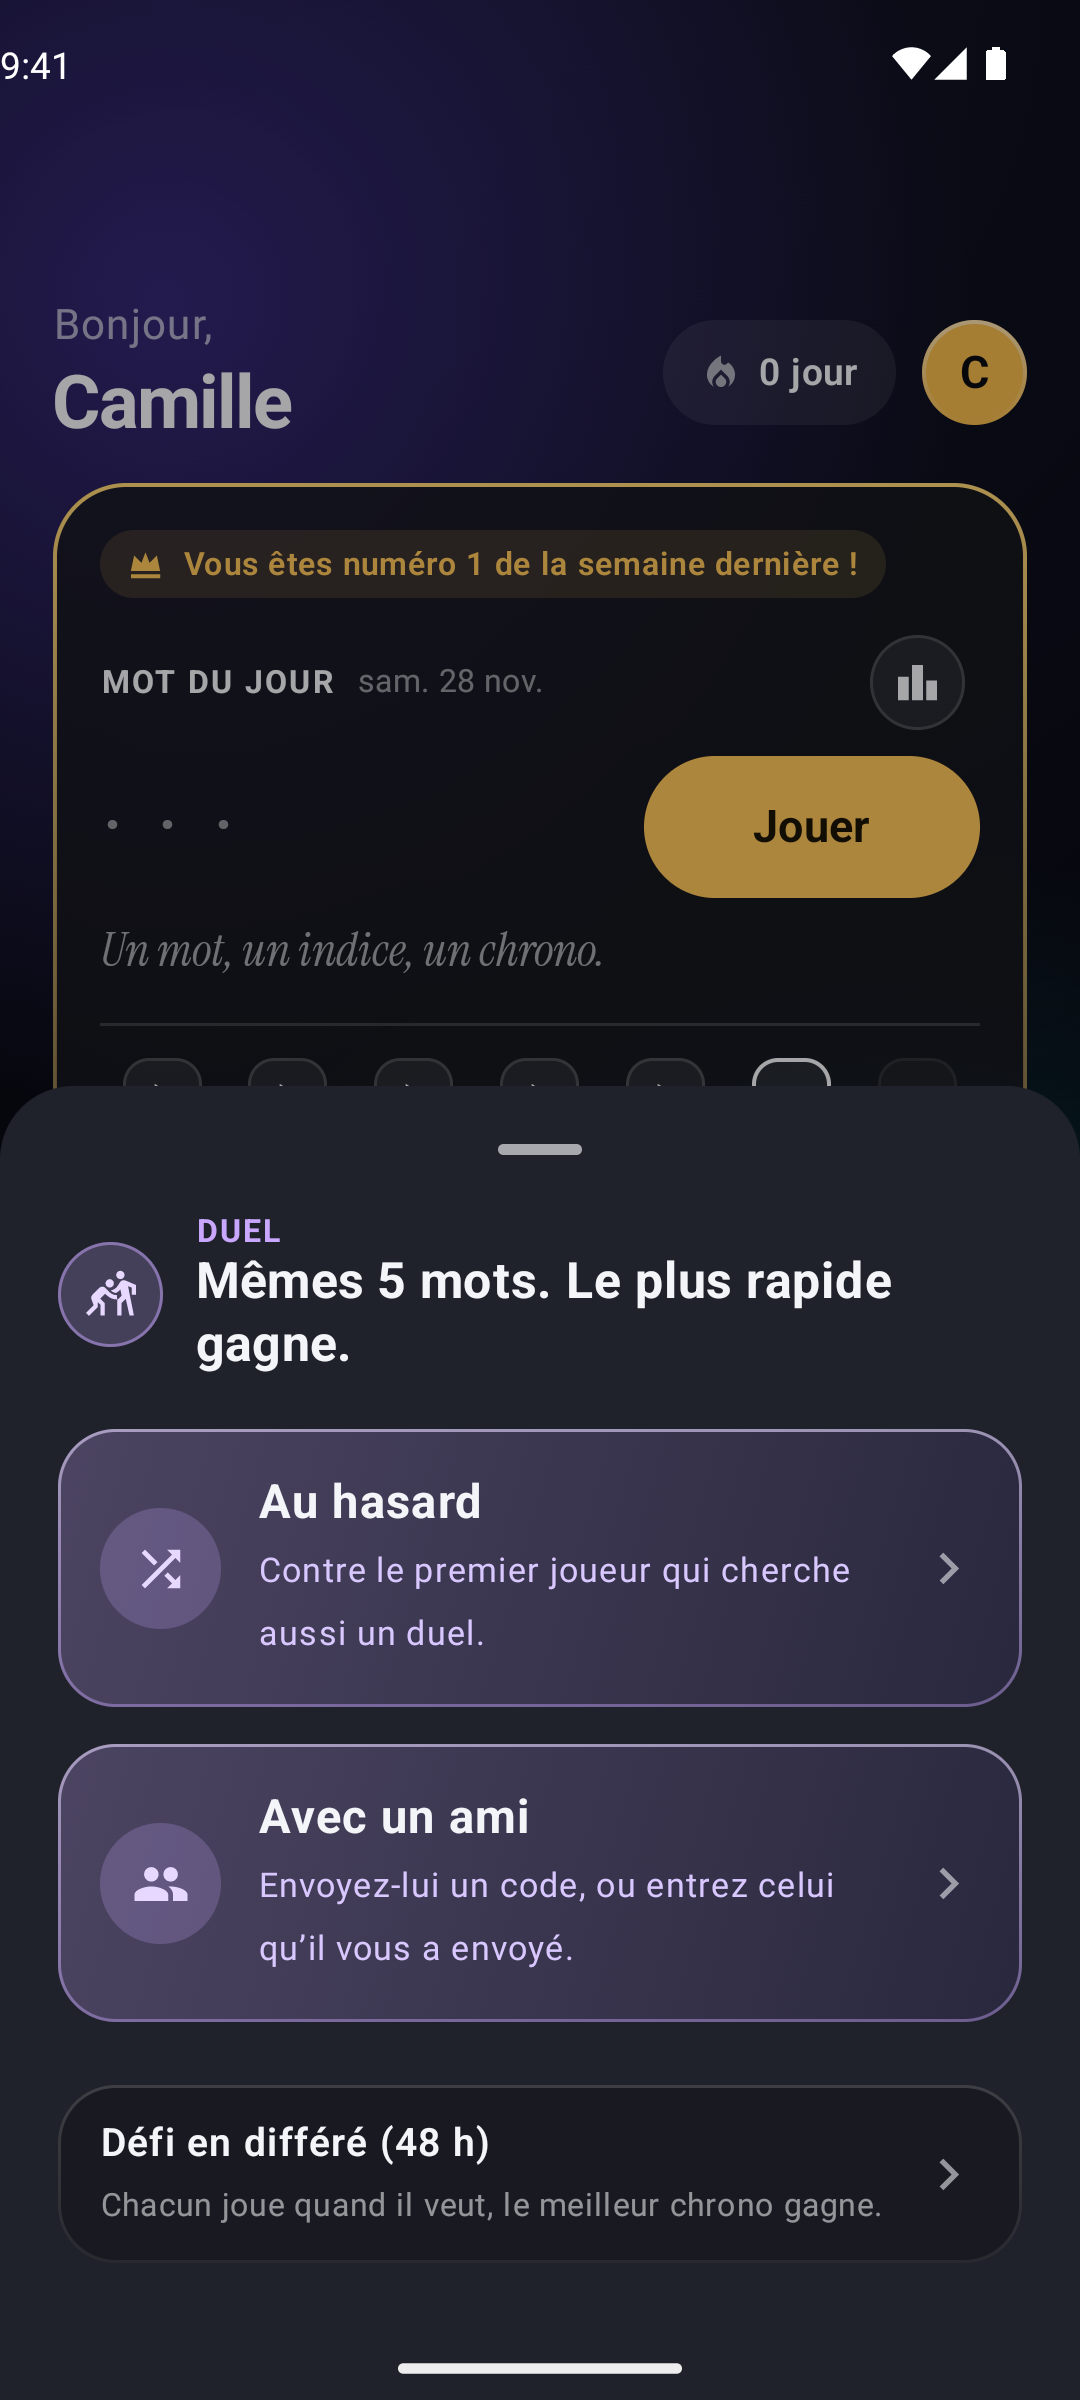 9:41
Bonjour,
Camille
0 jour
C
Vous êtes numéro 1 de la semaine dernière !
MOT DU JOUR sam. 28 nov.
• • •
Jouer
Un mot, un indice, un chrono.
DUEL
Mêmes 5 mots. Le plus rapide
gagne.
Au hasard
Contre le premier joueur qui cherche
aussi un duel.
Avec un ami
Envoyez-lui un code, ou entrez celui
qu’il vous a envoyé.
Défi en différé (48 h)
Chacun joue quand il veut, le meilleur chrono gagne.